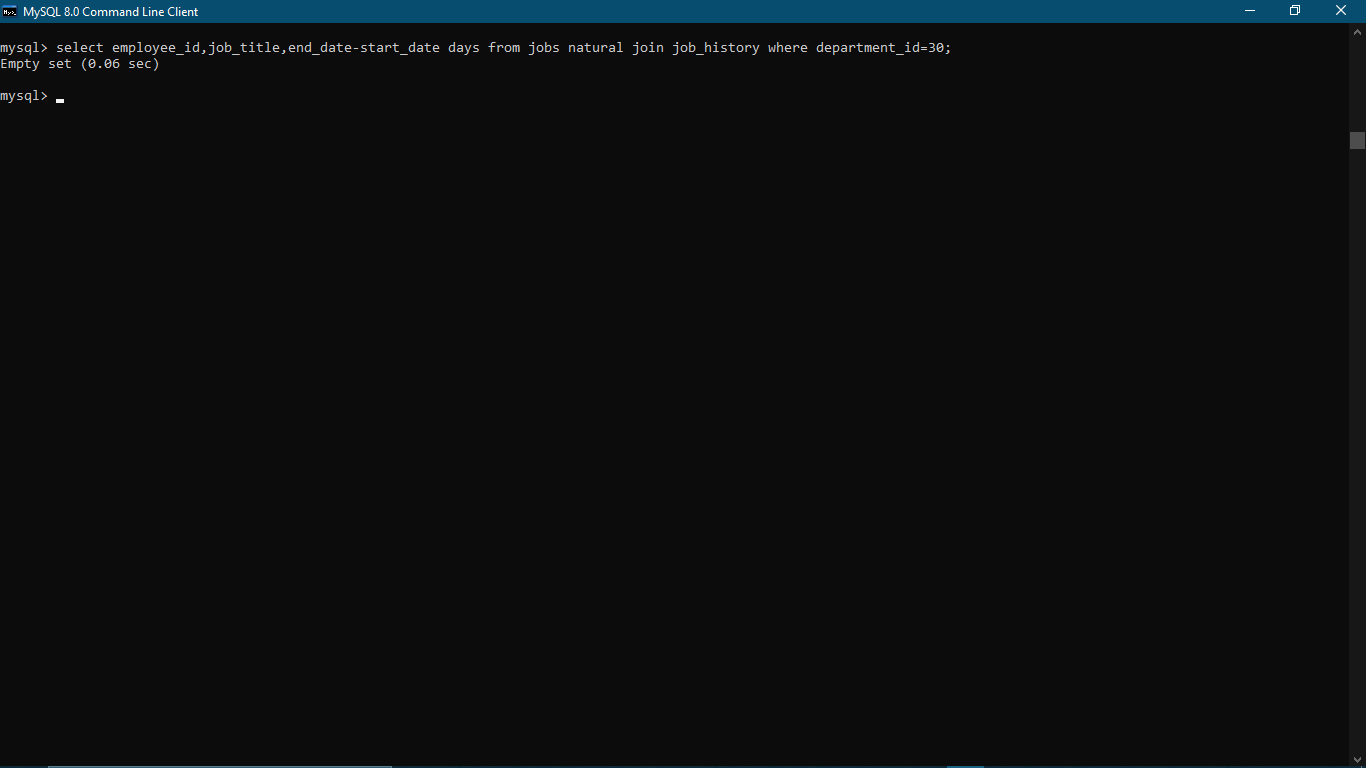 MySQL 8.0 Command Line Client
mysql> select employee_id,job_title,end_date-start_date days from jobs natural join job_history where department_id=30;
Empty set (0.06 sec)
mysql>